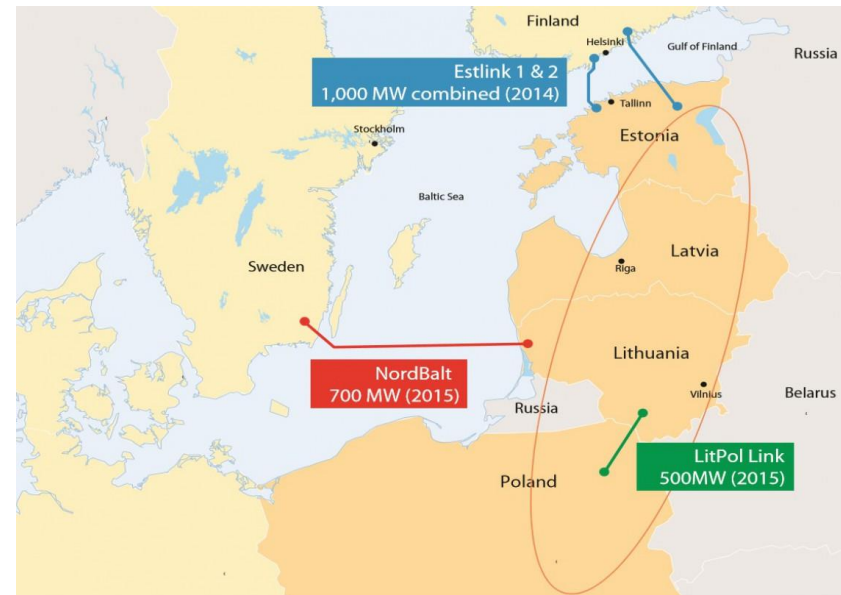 Finland
Helsinki
Gulf of Finland
Russia
Estlink 1 & 2
1,000 MW combined (2014)
Tallinn
Stockholm
Estonia
Baltic Sea
Latvia
Riga
Sweden
Lithuania
NordBalt
700 MW (2015)
Vilnius
Russia
Belarus
LitPol Link
500MW (2015)
Poland